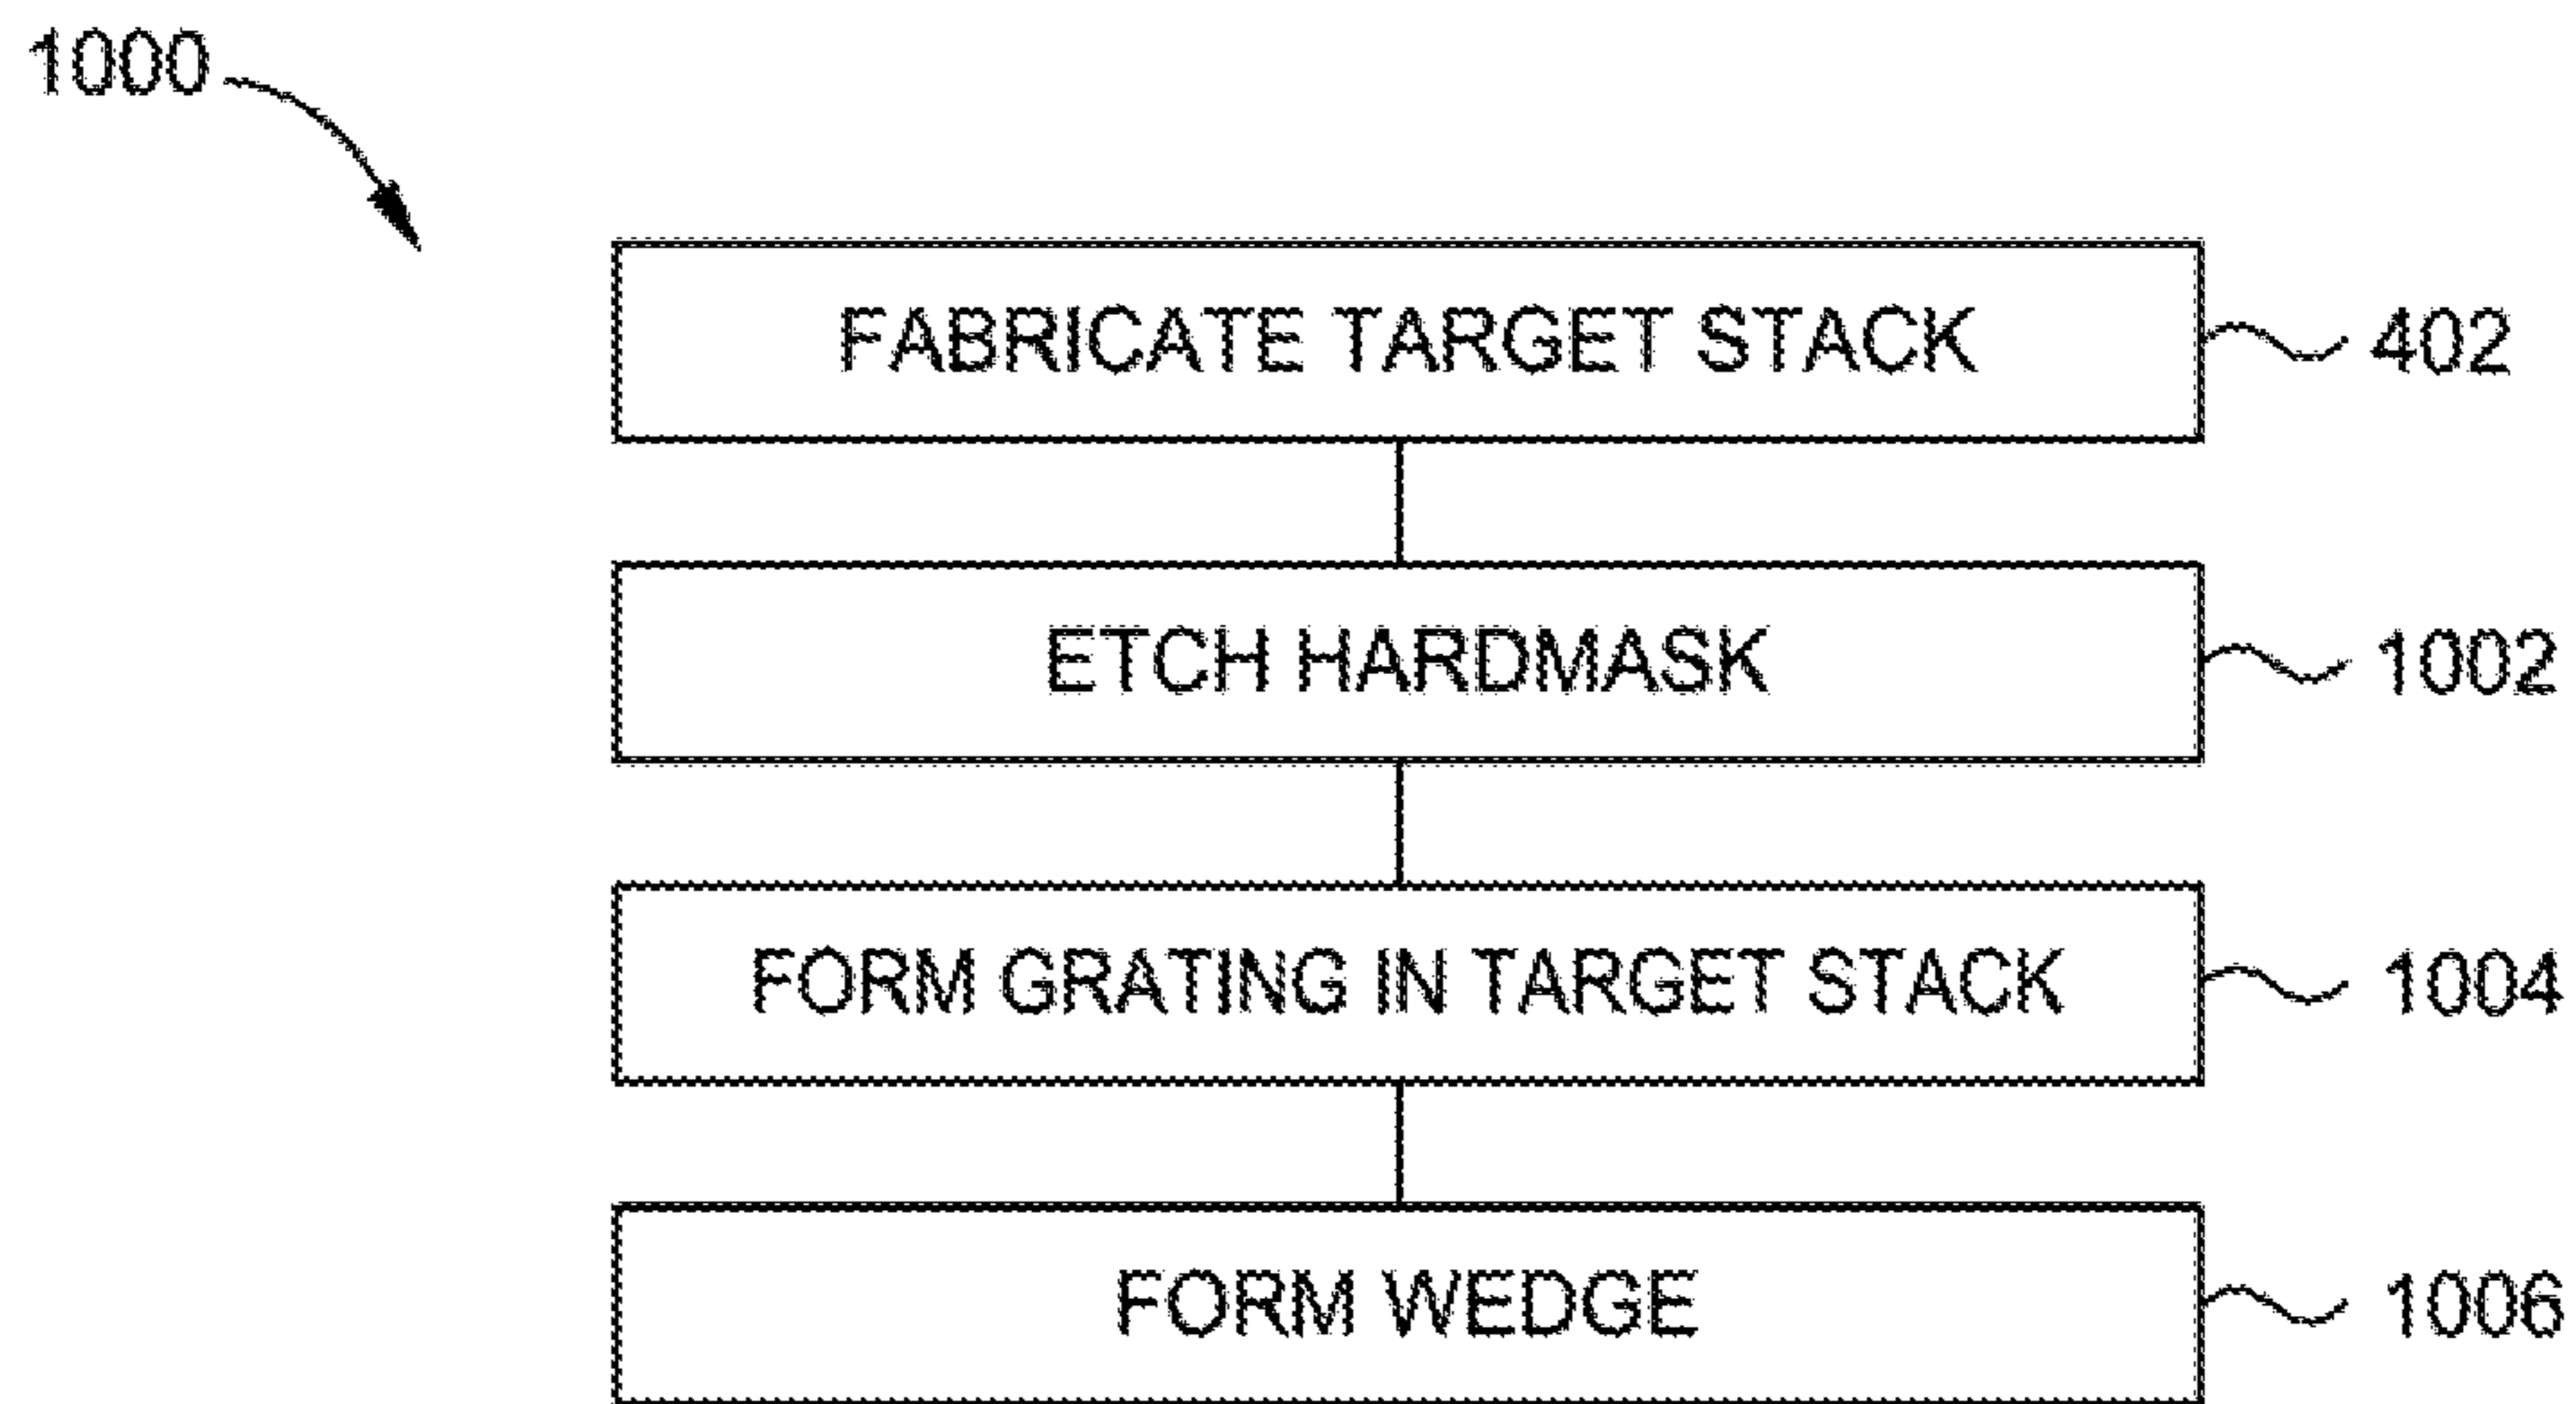 1000
FABRICATE TARGET STACK 402
ETCH HARDMASK 1002
FORM GRATING IN TARGET STACK 1004
FORM WEDGE 1006